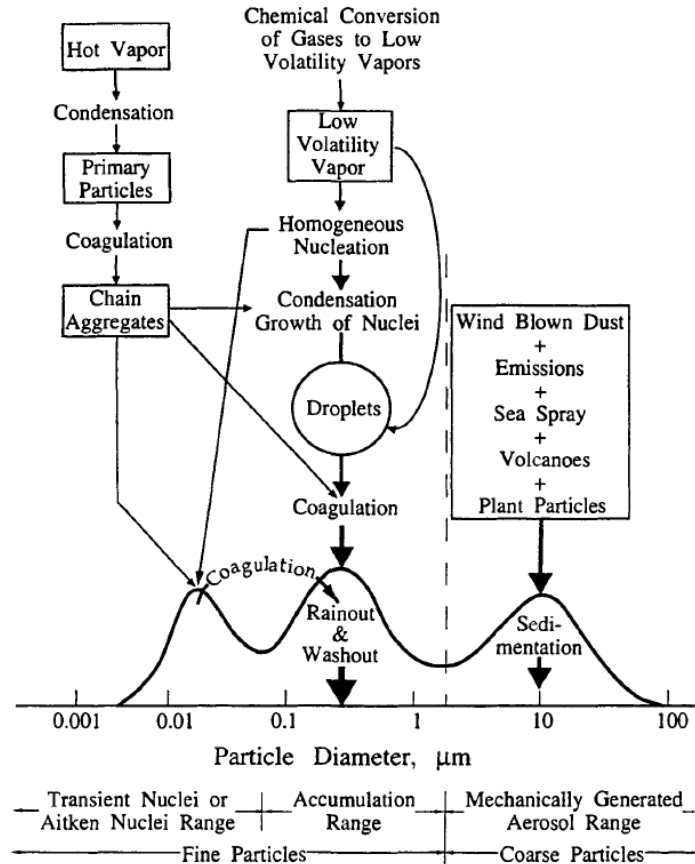 Hot Vapor
Condensation
Primary
Particles
Coagulation
Chain
Aggregates
Chemical Conversion
of Gases to Low
Volatility Vapors
Low
Volatility
Vapor
Homogeneous
Nucleation
Condensation
Growth of Nuclei
Droplets
Coagulation
Wind Blown Dust
+
Emissions
+
Sea Spray
+
Volcanoes
+
Plant Particles
Coagulation
Rainout
&
Washout
Sedi-
mentation
0.001 0.01 0.1 1 10 100
Particle Diameter, μm
Transient Nuclei or
Aitken Nuclei Range
Accumulation
Range
Mechanically Generated
Aerosol Range
Fine Particles
Coarse Particles